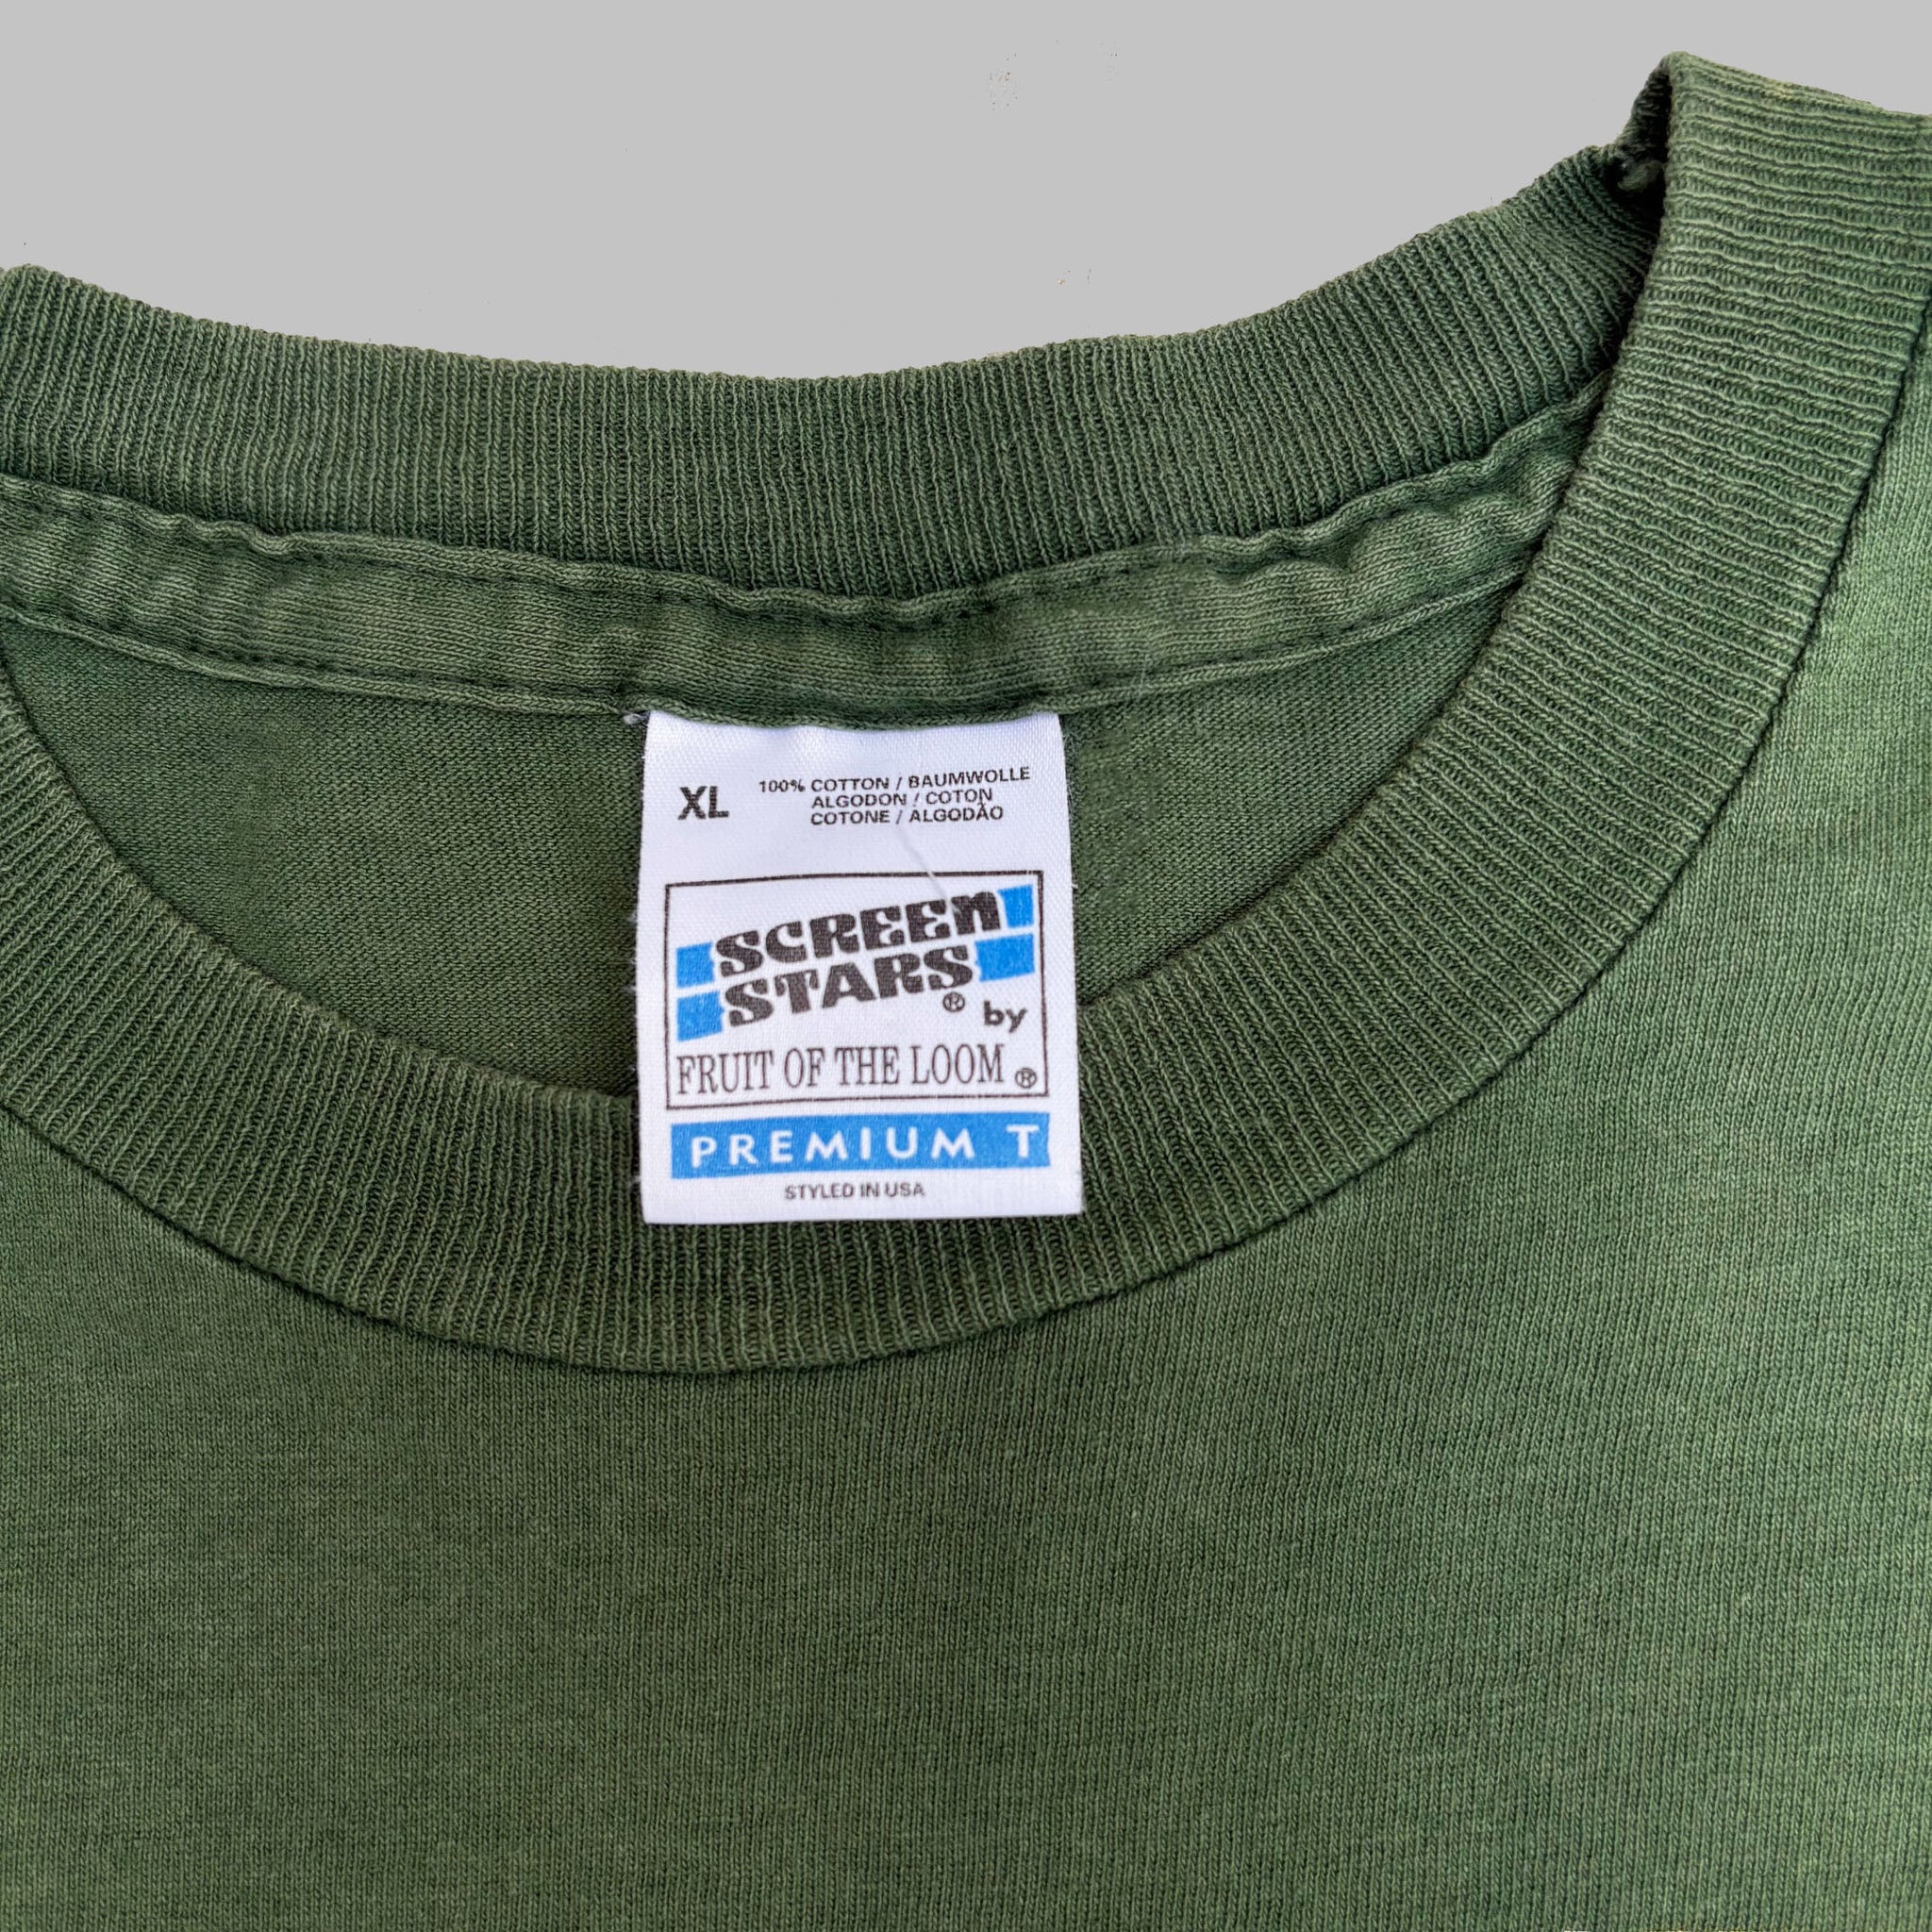 XL
100% COTTON / BAUMWOLLE
ALGODON / COTON
COTONE / ALGODÃO
SCREEN
STARS® by
FRUIT OF THE LOOM®
PREMIUM T
STYLED IN USA